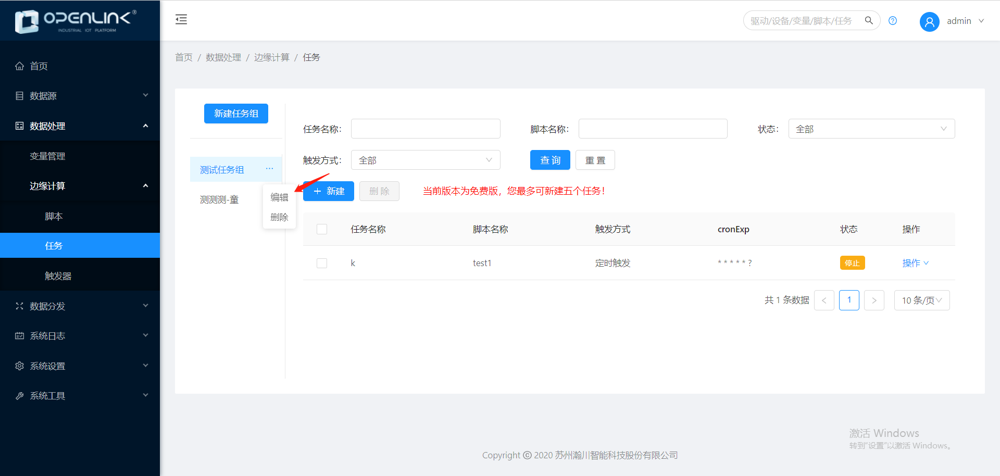 OPENLINK®
INDUSTRIAL IOT PLATFORM
驱动/设备/变量/脚本/任务
admin
首页
数据源
数据处理
变量管理
边缘计算
脚本
任务
触发器
数据分发
系统日志
系统设置
系统工具
首页 / 数据处理 / 边缘计算 / 任务
新建任务组
测试任务组 ···
测测测-童
编辑
删除
任务名称：
脚本名称：
状态： 全部
触发方式： 全部
查 询 重 置
+ 新建 删 除 当前版本为免费版，您最多可新建五个任务！
任务名称 脚本名称 触发方式 cronExp 状态 操作
k test1 定时触发 * * * * * ? 停止 操作
共 1 条数据 < 1 > 10 条/页
激活 Windows
转到"设置"以激活 Windows。
Copyright © 2020 苏州瀚川智能科技股份有限公司